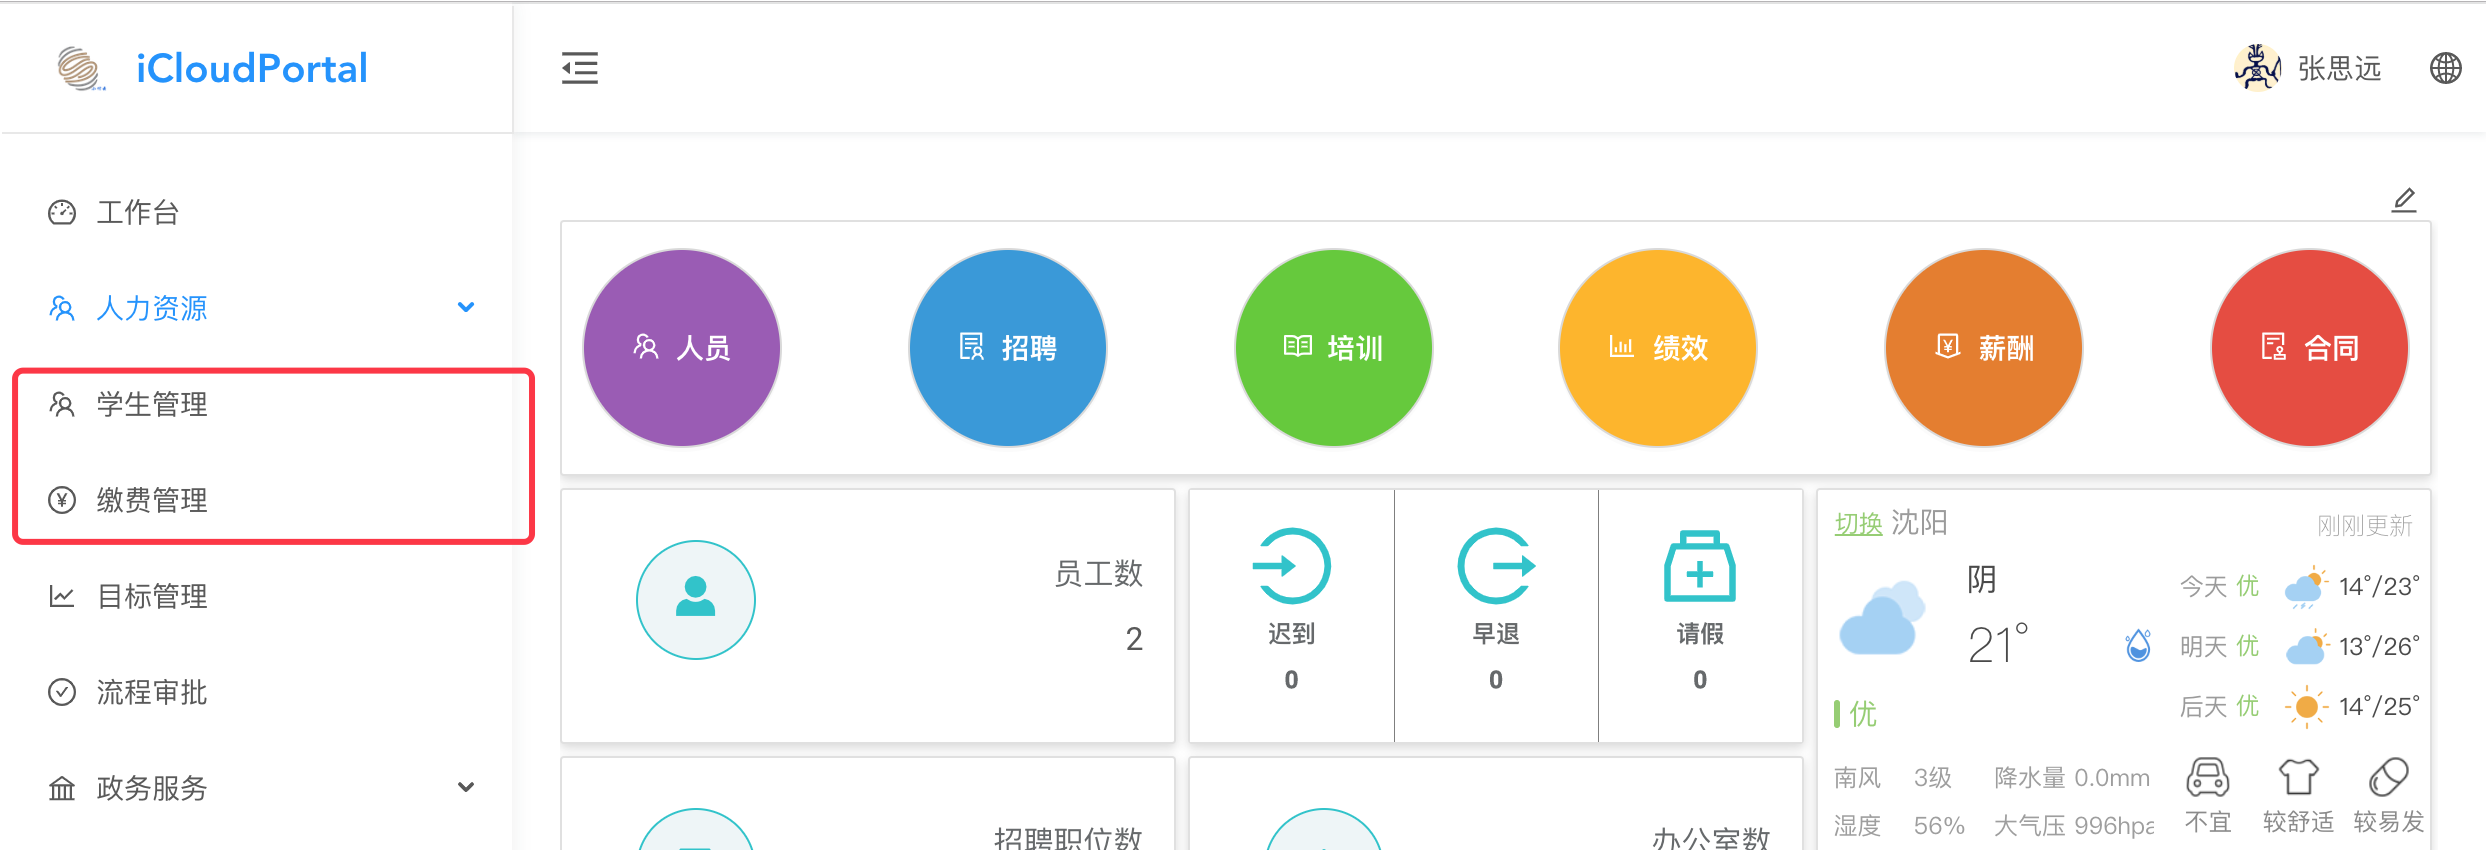 iCloudPortal
张思远
工作台
人力资源
学生管理
缴费管理
目标管理
流程审批
政务服务
人员
招聘
培训
绩效
薪酬
合同
员工数
2
迟到
0
早退
0
请假
0
切换 沈阳
刚刚更新
阴
21°
优
今天 优 14°/23°
明天 优 13°/26°
后天 优 14°/25°
南风 3级 降水量 0.0mm
湿度 56% 大气压 996hpa
不宜
较舒适
较易发
招聘职位数
办公室数